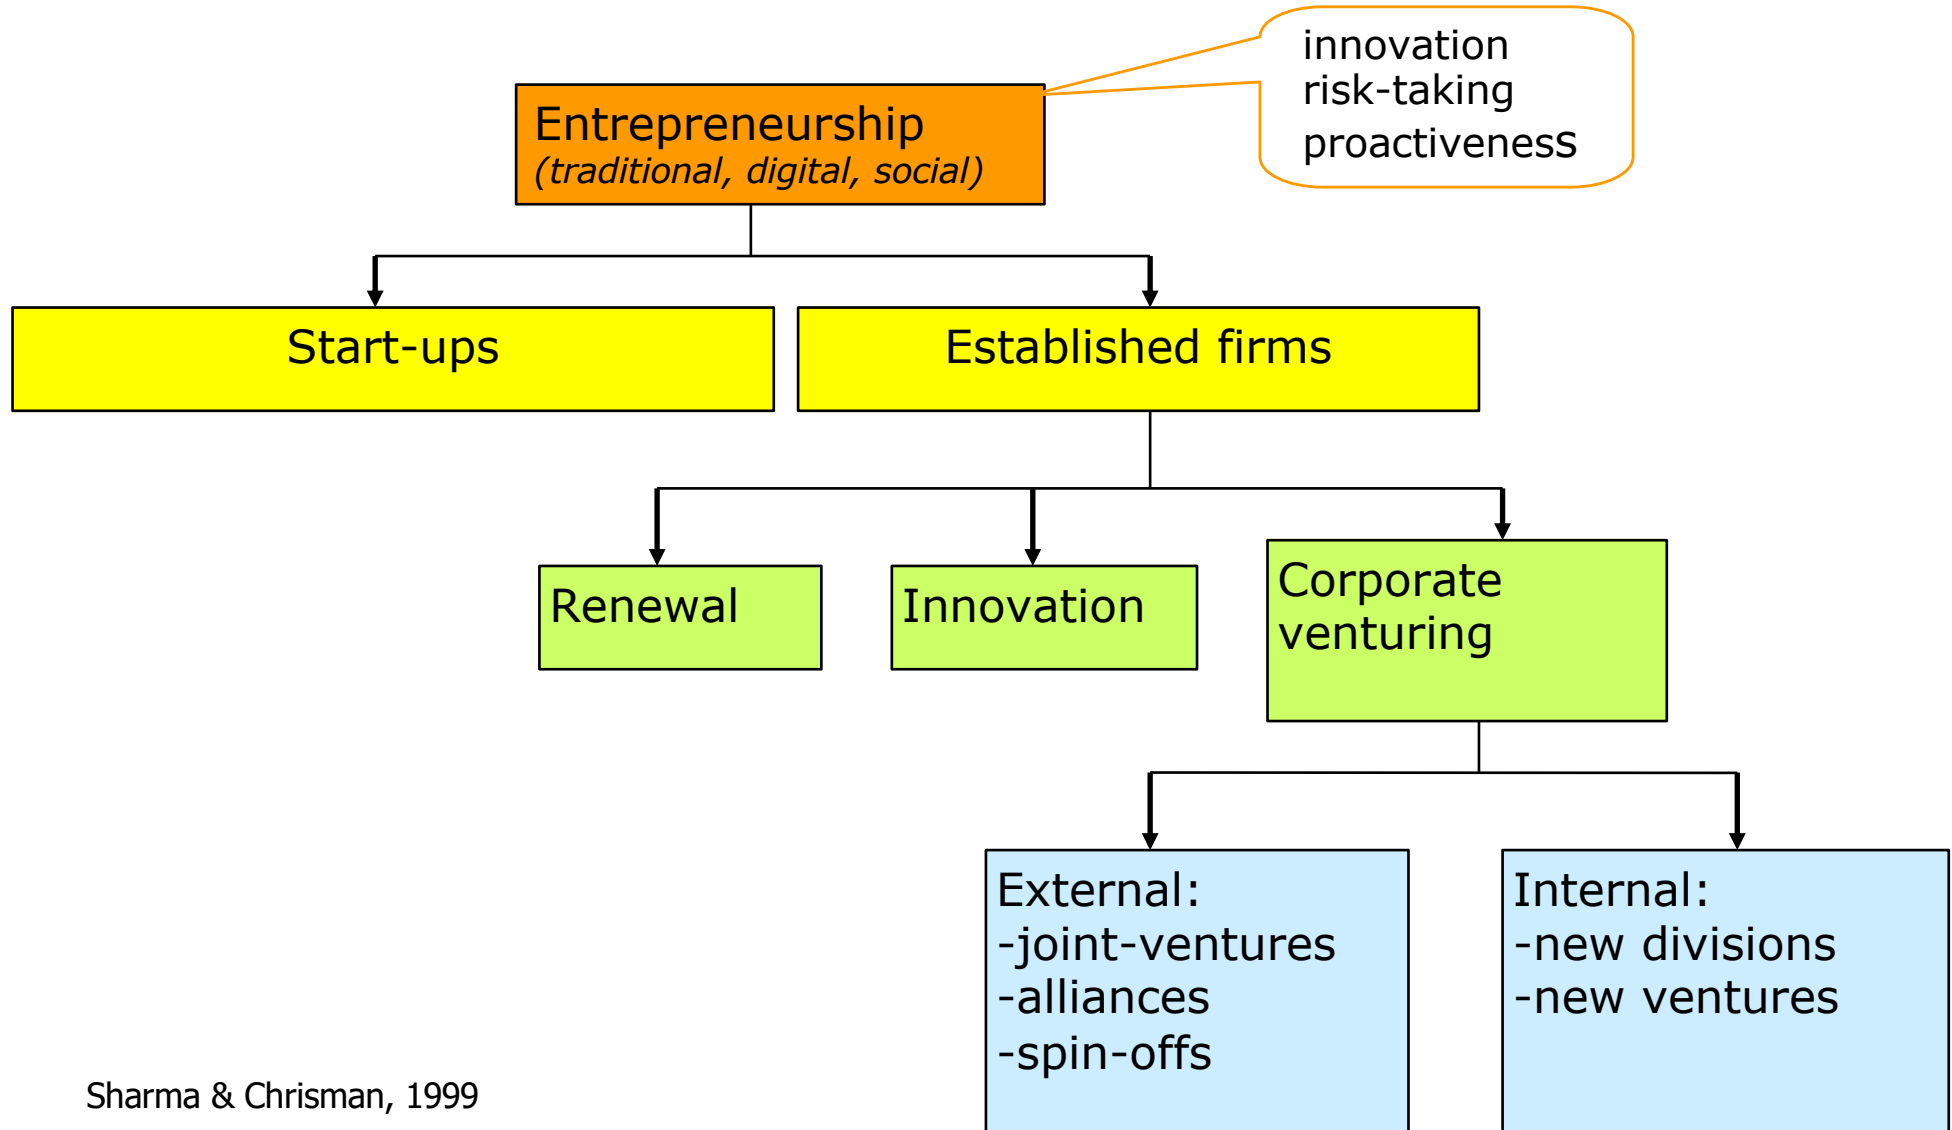 innovation
risk-taking
proactiveness
Entrepreneurship
(traditional, digital, social)
Start-ups
Established firms
Renewal
Innovation
Corporate
venturing
External:
-joint-ventures
-alliances
-spin-offs
Internal:
-new divisions
-new ventures
Sharma & Chrisman, 1999